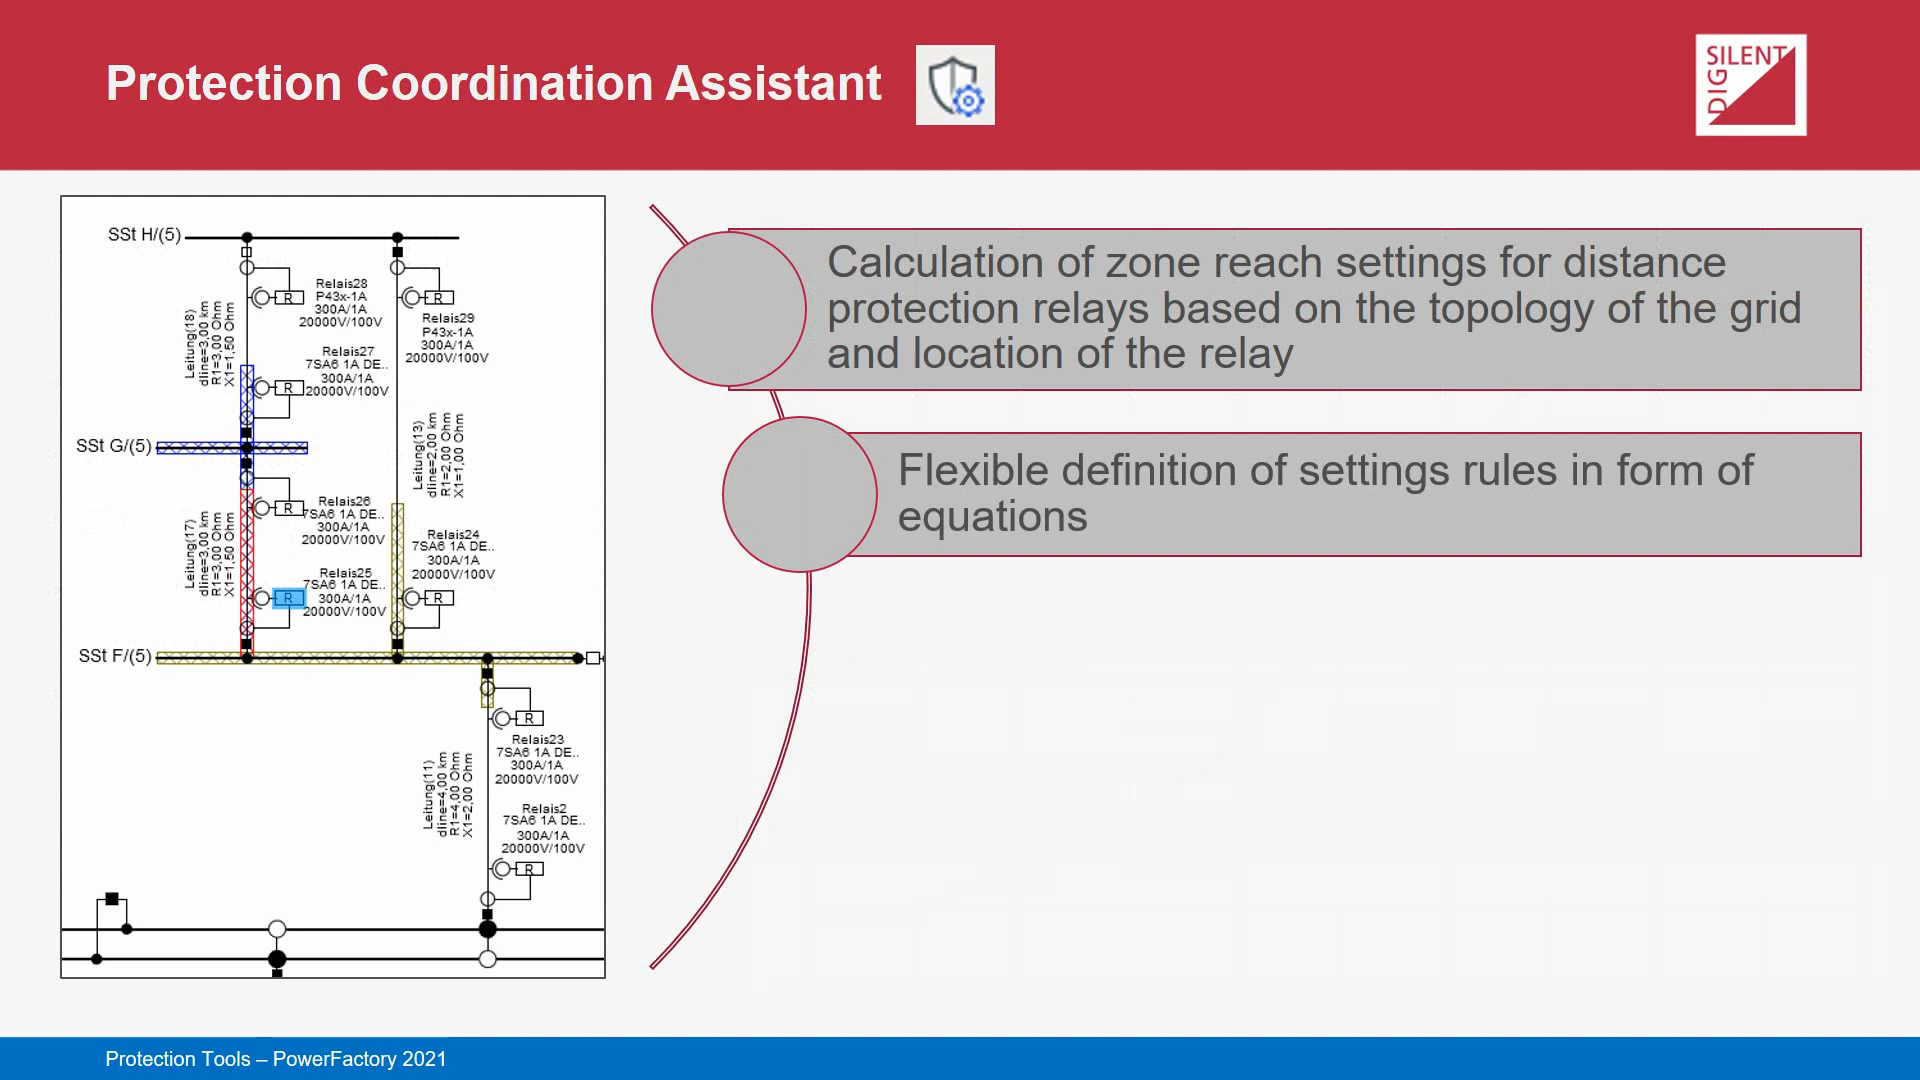 Protection Coordination Assistant
DIG
SILENT
SSt H/(5)
Leitung(18)
dline=3,00 km
R1=3,00 Ohm
X1=1,50 Ohm
R
Relais28
P43x-1A
300A/1A
20000V/100V
R
Relais29
P43x-1A
300A/1A
20000V/100V
R
Relais27
7SA6 1A DE..
300A/1A
20000V/100V
Leitung(13)
dline=2,00 km
R1=2,00 Ohm
X1=1,00 Ohm
SSt G/(5)
R
Relais26
7SA6 1A DE..
300A/1A
20000V/100V
Leitung(17)
dline=3,00 km
R1=3,00 Ohm
X1=1,50 Ohm
Relais24
7SA6 1A DE..
300A/1A
20000V/100V
R
Relais25
7SA6 1A DE..
300A/1A
20000V/100V
R
SSt F/(5)
R
Relais23
7SA6 1A DE..
300A/1A
20000V/100V
Leitung(11)
dline=4,00 km
R1=4,00 Ohm
X1=2,00 Ohm
Relais2
7SA6 1A DE..
300A/1A
20000V/100V
R
Calculation of zone reach settings for distance
protection relays based on the topology of the grid
and location of the relay
Flexible definition of settings rules in form of
equations
Protection Tools – PowerFactory 2021